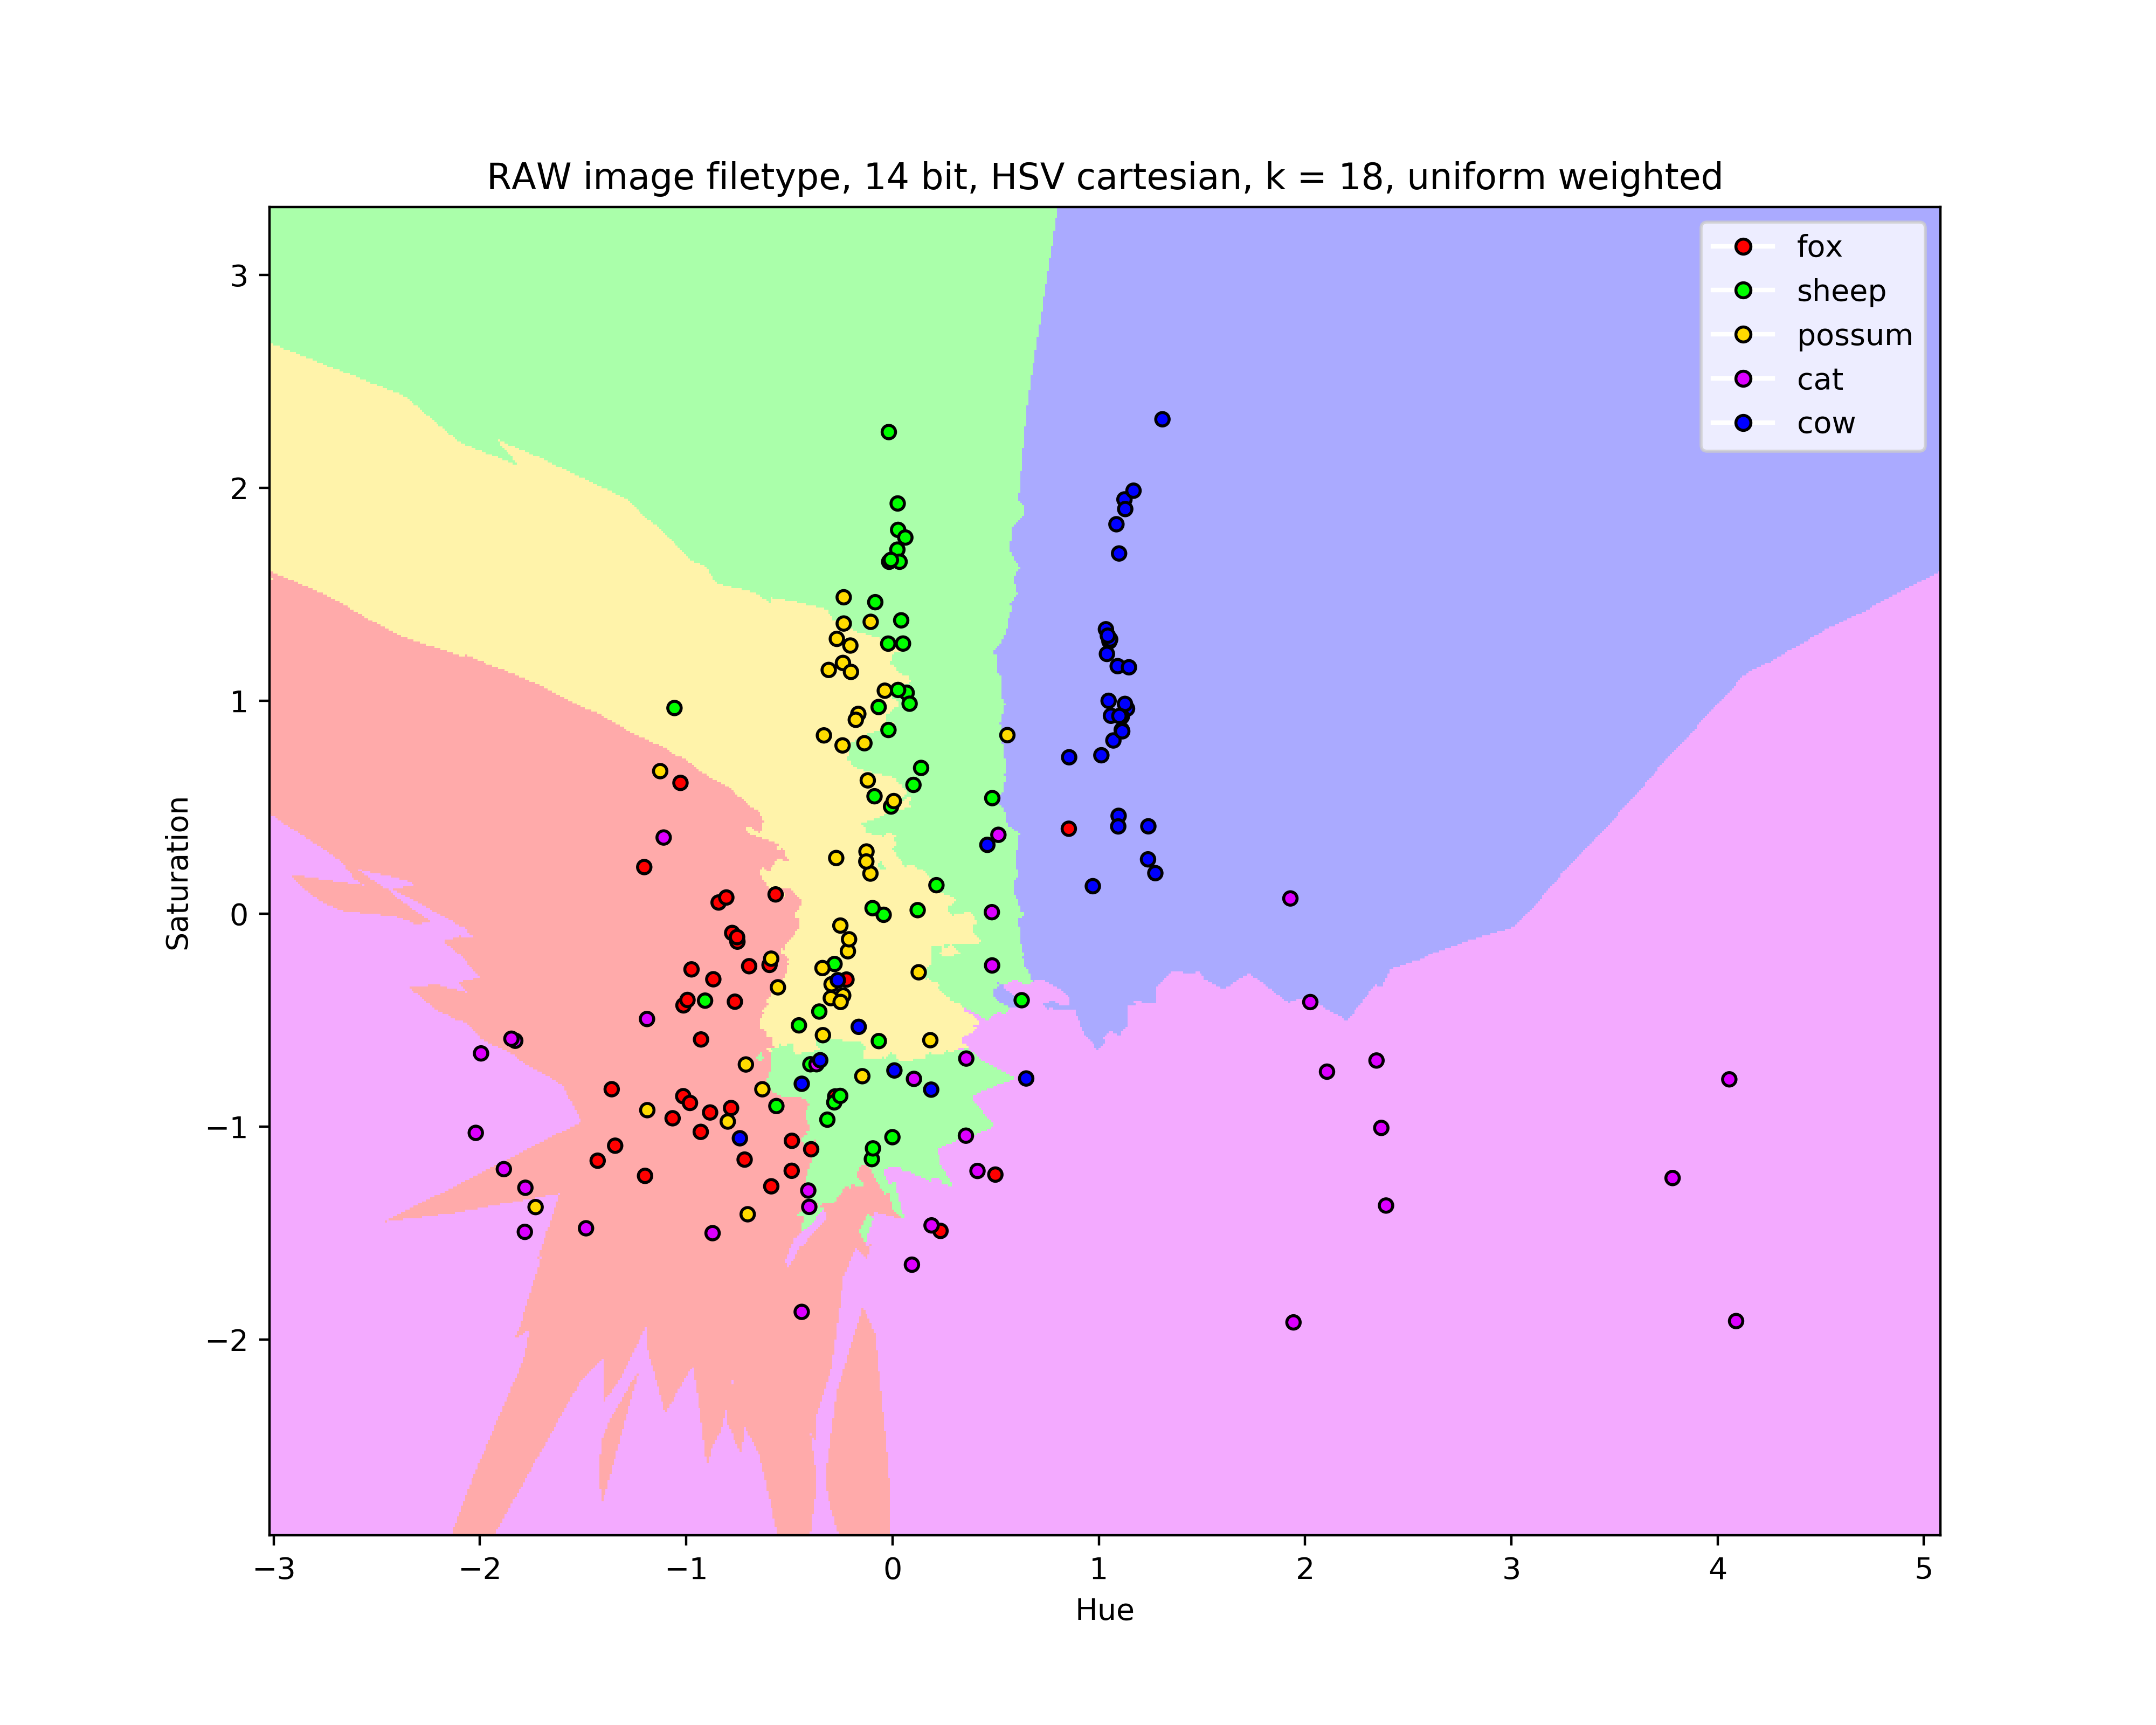 RAW image filetype, 14 bit, HSV cartesian, k = 18, uniform weighted
fox
sheep
possum
cat
cow
3
2
1
0
−1
−2
Saturation
−3
−2
−1
0
1
2
3
4
5
Hue